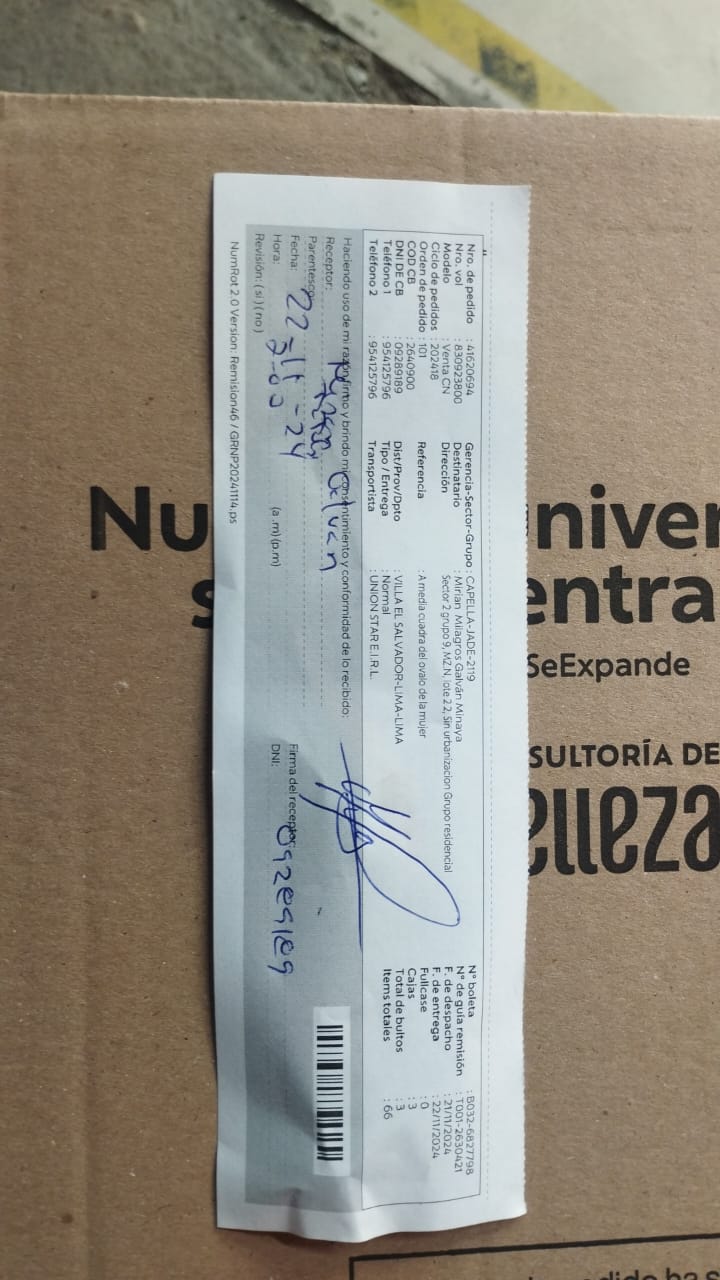 Nro. de pedido : 41620694
Nro. vol : 830923800
Modelo : Venta CN
Ciclo de pedidos : 202418
Orden de pedido : 101
COD CB : 2640900
DNI DE CB : 09289189
Teléfono 1 : 954125796
Teléfono 2 : 954125796
Gerencia-Sector-Grupo : CAPELLA-JADE-2119
Destinatario : Mirian Milagros Galván Minaya
Dirección : Sector 2 grupo 9, MZ.N, lote 22, Sin urbanizacion Grupo residencial
Referencia : A media cuadra del ovalo de la mujer
Dist/Prov/Dpto : VILLA EL SALVADOR-LIMA-LIMA
Tipo / Entrega : Normal
Transportista : UNION STAR E.I.R.L.
N° boleta : B032-6827798
N° de guía remisión : T001-2630421
F. de despacho : 21/11/2024
F. de entrega : 22/11/2024
Fullcase : 0
Cajas : 3
Total de bultos : 3
Items totales : 66
Haciendo uso de mi razón firmo y brindo mi consentimiento y conformidad de lo recibido:
Receptor: Galvan
Parentesco:
Fecha: 22-11-24
Hora: (a.m)(p.m)
Revisión: ( si ) ( no )
Firma del receptor:
DNI: 09289189
NumRot 2.0 Version: Remision46 / GRNP20241114.ps
Nu niver
s entra
SeExpande
SULTORÍA DE
elleza